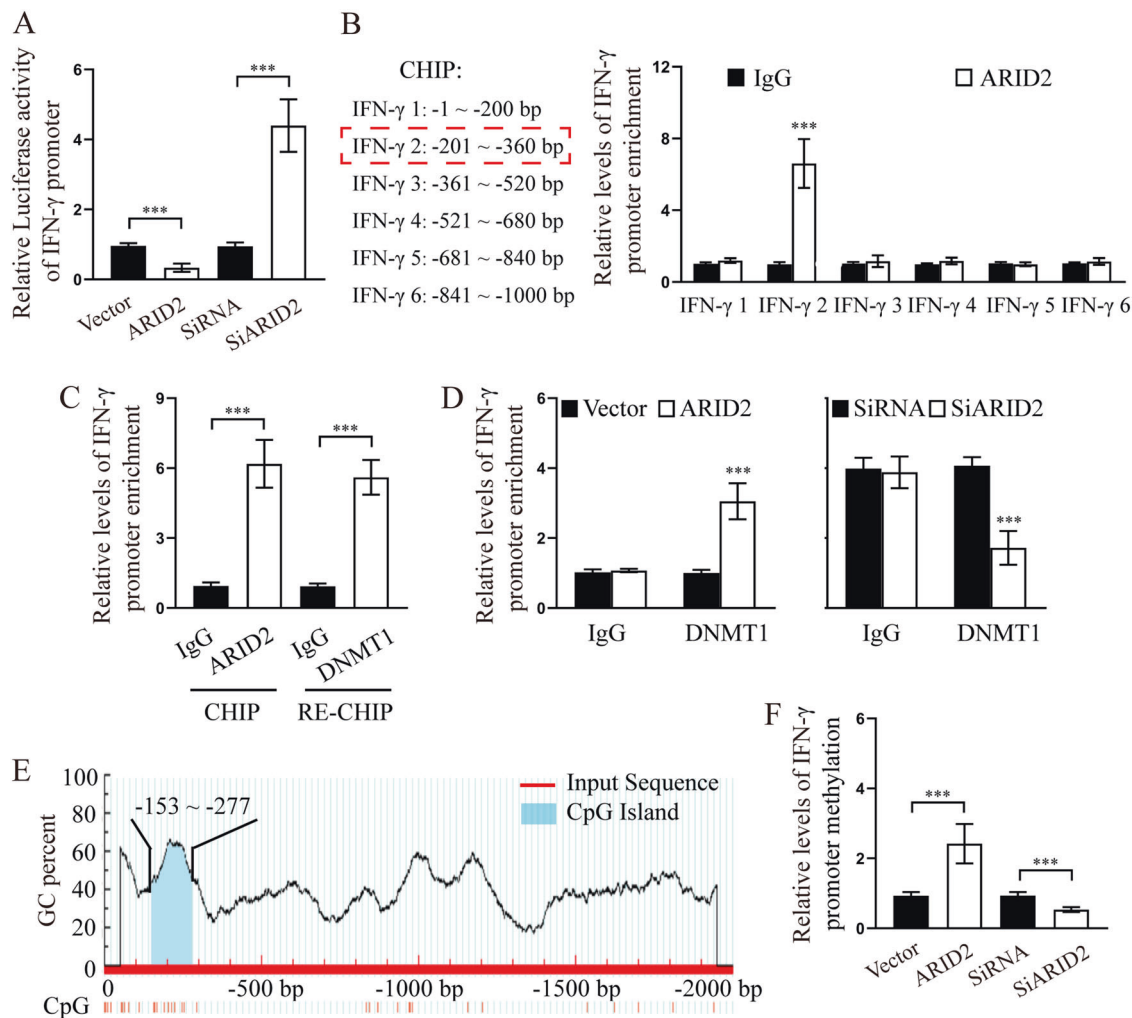 A
Relative Luciferase activity
of IFN-γ promoter
6
4
2
0
***
***
Vector
ARID2
SiRNA
SiARID2
B
CHIP:
IFN-γ 1: -1 ~ -200 bp
IFN-γ 2: -201 ~ -360 bp
IFN-γ 3: -361 ~ -520 bp
IFN-γ 4: -521 ~ -680 bp
IFN-γ 5: -681 ~ -840 bp
IFN-γ 6: -841 ~ -1000 bp
Relative levels of IFN-γ
promoter enrichment
12
8
4
0
IgG
ARID2
***
IFN-γ 1
IFN-γ 2
IFN-γ 3
IFN-γ 4
IFN-γ 5
IFN-γ 6
C
Relative levels of IFN-γ
promoter enrichment
9
6
3
0
***
***
IgG
ARID2
IgG
DNMT1
CHIP
RE-CHIP
D
Relative levels of IFN-γ
promoter enrichment
6
4
2
0
Vector
ARID2
***
IgG
DNMT1
SiRNA
SiARID2
***
IgG
DNMT1
E
GC percent
100
80
60
40
20
0
-153 ~ -277
Input Sequence
CpG Island
0
-500 bp
-1000 bp
-1500 bp
-2000 bp
CpG
F
Relative levels of IFN-γ
promoter methylation
6
4
2
0
***
***
Vector
ARID2
SiRNA
SiARID2